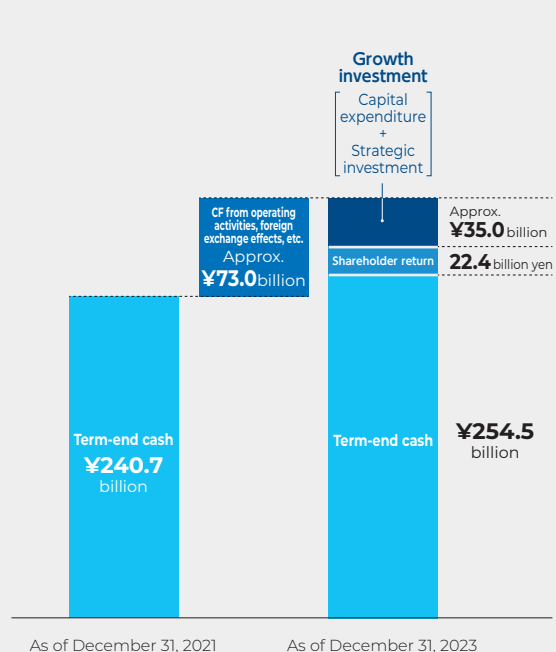 Growth
investment
Capital
expenditure
+
Strategic
investment
CF from operating
activities, foreign
exchange effects, etc.
Approx.
¥73.0 billion
Approx.
¥35.0 billion
Shareholder return
22.4 billion yen
Term-end cash
¥240.7
billion
Term-end cash
¥254.5
billion
As of December 31, 2021
As of December 31, 2023